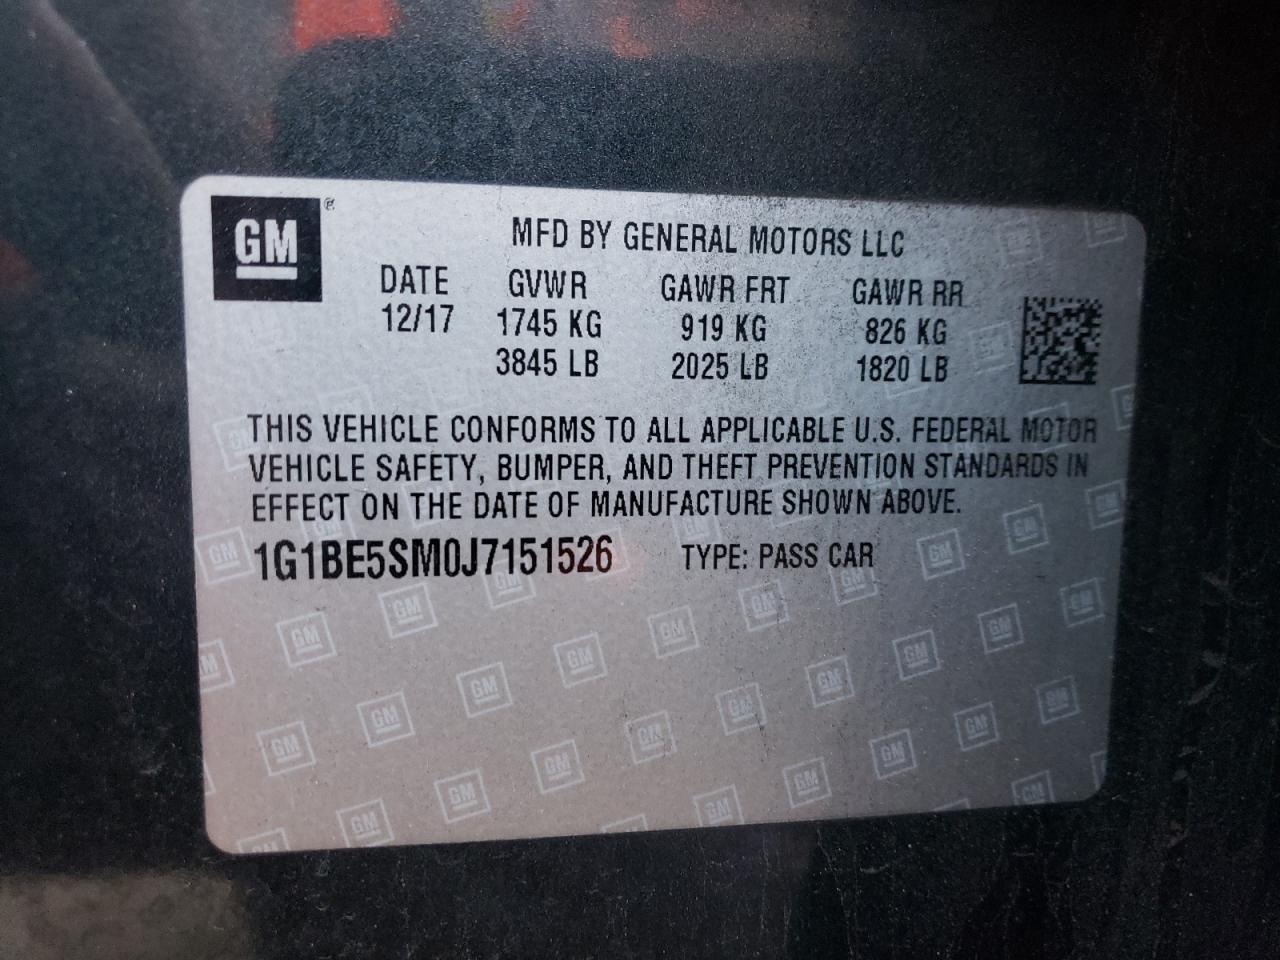 GM®
MFD BY GENERAL MOTORS LLC
DATE GVWR GAWR FRT GAWR RR
12/17 1745 KG 919 KG 826 KG
3845 LB 2025 LB 1820 LB
THIS VEHICLE CONFORMS TO ALL APPLICABLE U.S. FEDERAL MOTOR
VEHICLE SAFETY, BUMPER, AND THEFT PREVENTION STANDARDS IN
EFFECT ON THE DATE OF MANUFACTURE SHOWN ABOVE.
1G1BE5SM0J7151526 TYPE: PASS CAR